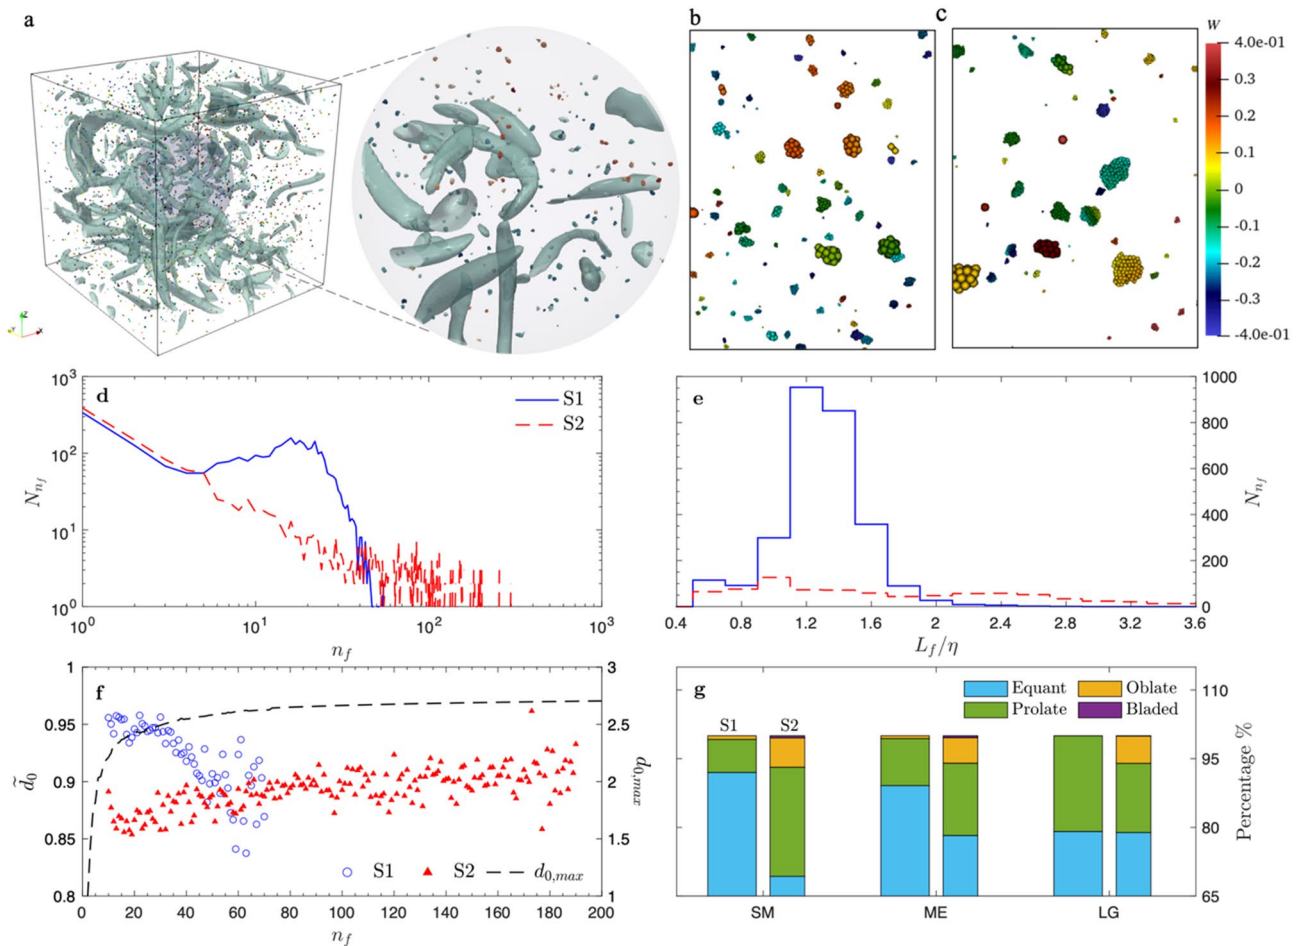 a
Z
Y
X
b
c
W
4.0e-01
0.3
0.2
0.1
0
-0.1
-0.2
-0.3
-4.0e-01
d
S1
S2
10³
10²
10¹
10⁰
N_{n_f}
10⁰ 10¹ 10² 10³
n_f
e
1000
800
600
400
200
0
N_{n_f}
0.4 0.8 1.2 1.6 2 2.4 2.8 3.2 3.6
L_f/η
f
1
0.95
0.9
0.85
0.8
d̃₀
3
2.5
2
1.5
1
d_{0,max}
S1 S2 d_{0,max}
0 20 40 60 80 100 120 140 160 180 200
n_f
g
Equant Oblate
Prolate Bladed
S1 S2
110
95
80
65
Percentage %
SM ME LG